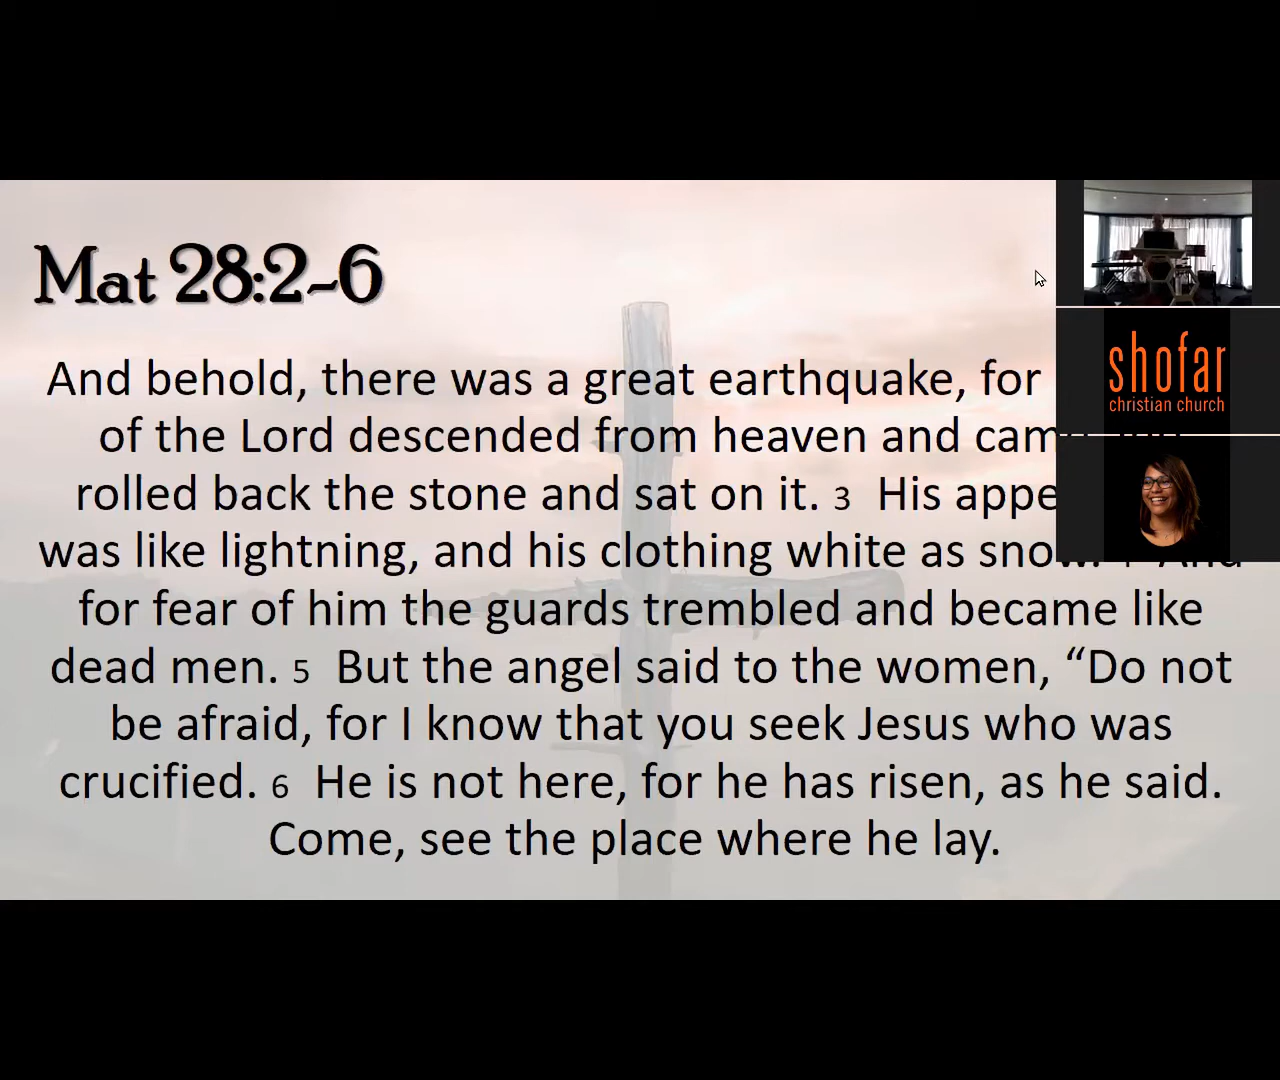 Mat 28:2-6
And behold, there was a great earthquake, for
of the Lord descended from heaven and came
rolled back the stone and sat on it. 3 His appe
was like lightning, and his clothing white as snow. And
for fear of him the guards trembled and became like
dead men. 5 But the angel said to the women, “Do not
be afraid, for I know that you seek Jesus who was
crucified. 6 He is not here, for he has risen, as he said.
Come, see the place where he lay.
shofar
christian church